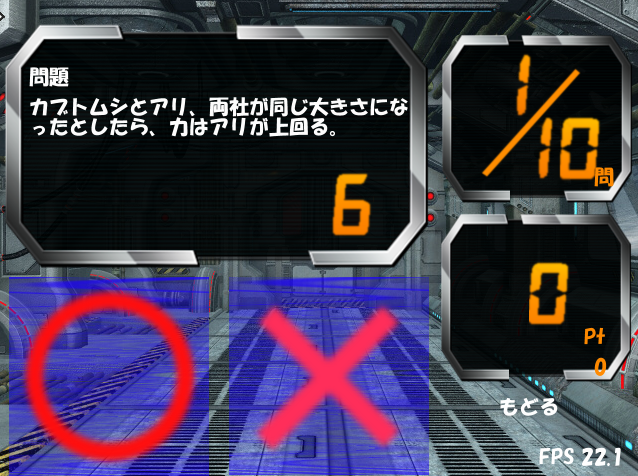 問題
カブトムシとアリ、両社が同じ大きさにな
ったとしたら、力はアリが上回る。
6
1/10
問
0
Pt
0
もどる
FPS 22.1